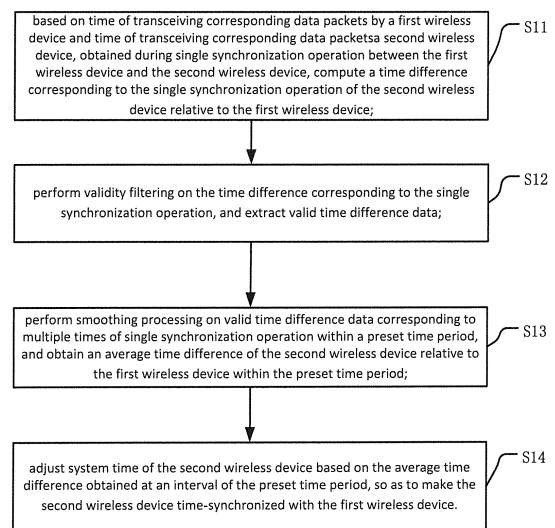 based on time of transceiving corresponding data packets by a first wireless
device and time of transceiving corresponding data packetsa second wireless
device, obtained during single synchronization operation between the first
wireless device and the second wireless device, compute a time difference
corresponding to the single synchronization operation of the second wireless
device relative to the first wireless device;
S11
perform validity filtering on the time difference corresponding to the single
synchronization operation, and extract valid time difference data;
S12
perform smoothing processing on valid time difference data corresponding to
multiple times of single synchronization operation within a preset time period,
and obtain an average time difference of the second wireless device relative to
the first wireless device within the preset time period;
S13
adjust system time of the second wireless device based on the average time
difference obtained at an interval of the preset time period, so as to make the
second wireless device time-synchronized with the first wireless device.
S14